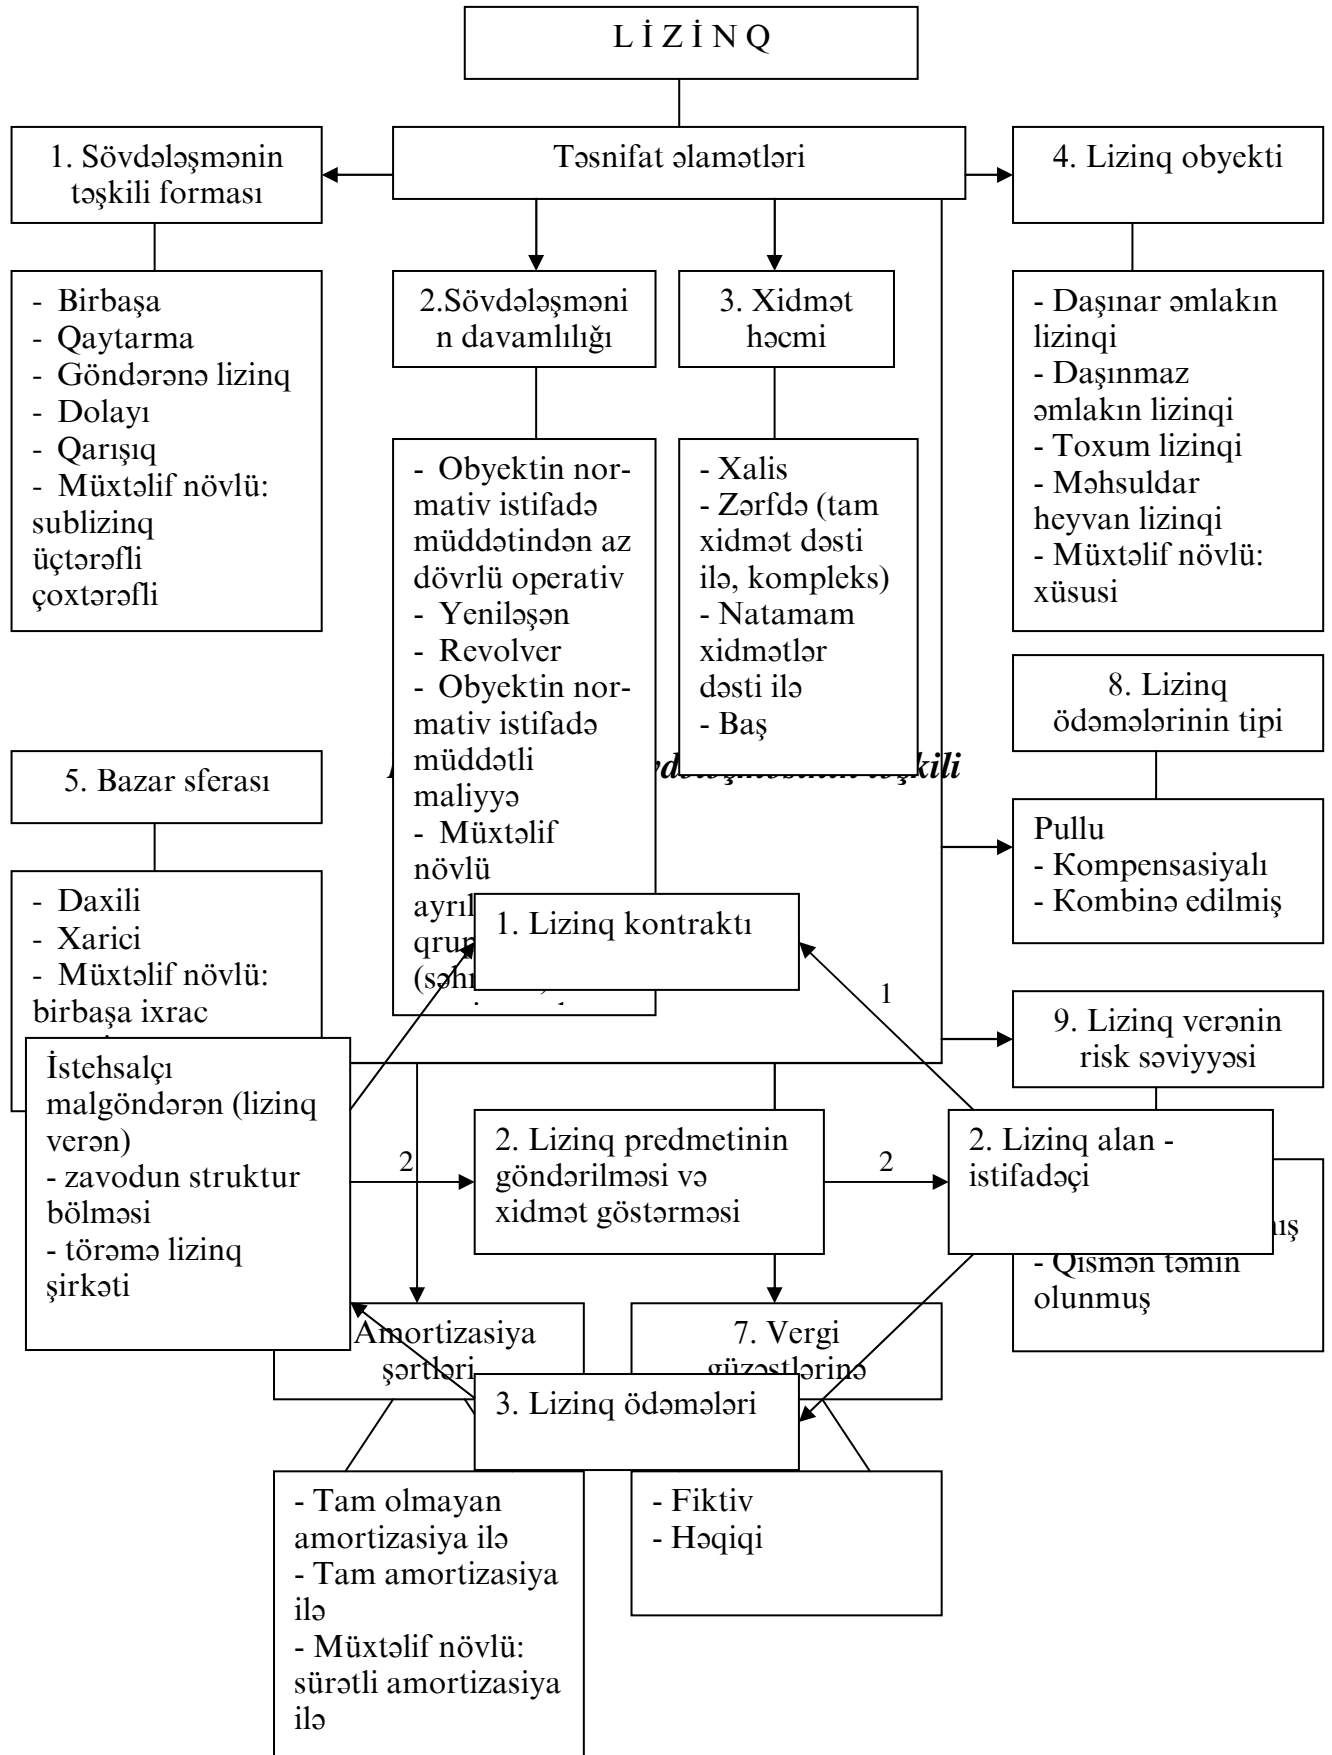 L İ Z İ N Q
1. Sövdələşmənin
təşkili forması
Təsnifat əlamətləri
4. Lizinq obyekti
- Birbaşa
- Qaytarma
- Göndərənə lizinq
- Dolayı
- Qarışıq
- Müxtəlif növlü:
sublizinq
üçtərəfli
çoxtərəfli
2.Sövdələşməni
n davamlılığı
3. Xidmət
həcmi
- Daşınar əmlakın
lizinqi
- Daşınmaz
əmlakın lizinqi
- Toxum lizinqi
- Məhsuldar
heyvan lizinqi
- Müxtəlif növlü:
xüsusi
- Obyektin nor-
mativ istifadə
müddətindən az
dövrlü operativ
- Yeniləşən
- Revolver
- Obyektin nor-
mativ istifadə
müddətli
maliyyə
- Müxtəlif
növlü
- Xalis
- Zərfdə (tam
xidmət dəsti
ilə, kompleks)
- Natamam
xidmətlər
dəsti ilə
- Baş
8. Lizinq
ödəmələrinin tipi
5. Bazar sferası
Pullu
- Kompensasiyalı
- Kombinə edilmiş
- Daxili
- Xarici
- Müxtəlif növlü:
birbaşa ixrac
1. Lizinq kontraktı
1
9. Lizinq verənin
risk səviyyəsi
İstehsalçı
malgöndərən (lizinq
verən)
- zavodun struktur
bölməsi
- törəmə lizinq
şirkəti
2
2. Lizinq predmetinin
göndərilməsi və
xidmət göstərməsi
2
2. Lizinq alan -
istifadəçi
- Qismən təmin
olunmuş
Amortizasiya
şərtləri
7. Vergi
güzəştlərinə
3. Lizinq ödəmələri
- Tam olmayan
amortizasiya ilə
- Tam amortizasiya
ilə
- Müxtəlif növlü:
sürətli amortizasiya
ilə
- Fiktiv
- Həqiqi